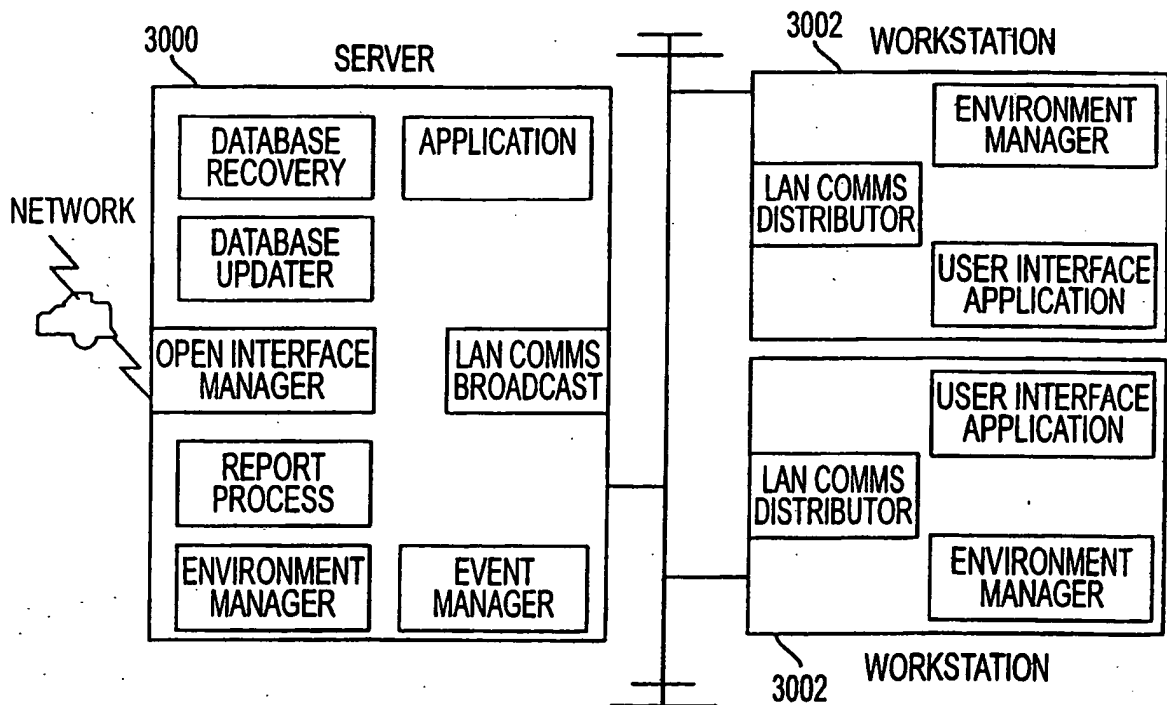 3000
SERVER
DATABASE
RECOVERY
APPLICATION
NETWORK
DATABASE
UPDATER
OPEN INTERFACE
MANAGER
LAN COMMS
BROADCAST
REPORT
PROCESS
ENVIRONMENT
MANAGER
EVENT
MANAGER
3002
WORKSTATION
ENVIRONMENT
MANAGER
LAN COMMS
DISTRIBUTOR
USER INTERFACE
APPLICATION
USER INTERFACE
APPLICATION
LAN COMMS
DISTRIBUTOR
ENVIRONMENT
MANAGER
3002
WORKSTATION